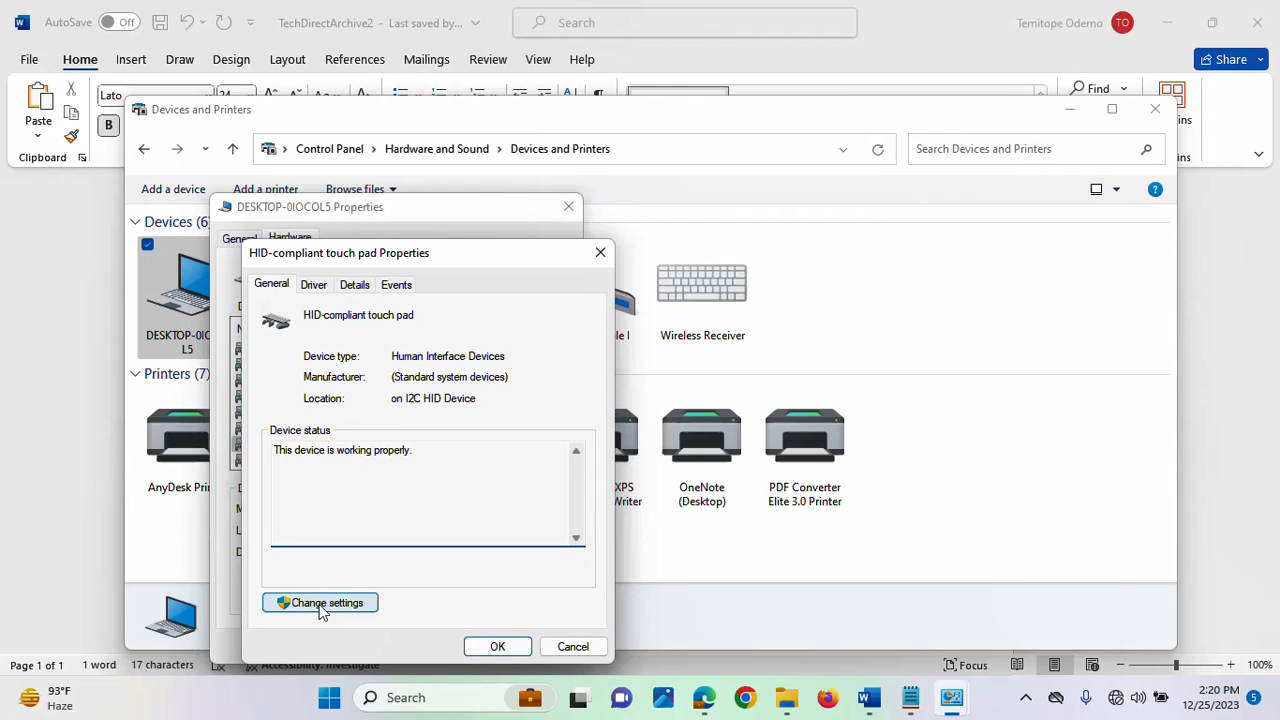 AutoSave Off TechDirectArchive2 - Last saved by... Search Temitope Odemo TO
File Home Insert Draw Design Layout References Mailings Review View Help Share
Paste Lato 24 Find
B
Clipboard
Devices and Printers
Control Panel > Hardware and Sound > Devices and Printers Search Devices and Printers
Add a device Add a printer Browse files
Devices (6)
DESKTOP-0IOCOL5 Properties
General Hardware
HID-compliant touch pad Properties
General Driver Details Events
HID-compliant touch pad
Device type: Human Interface Devices
Manufacturer: (Standard system devices)
Location: on I2C HID Device
Device status
This device is working properly.
Change settings
OK Cancel
DESKTOP-0IO
L5
Wireless Receiver
Printers (7)
AnyDesk Prin
XPS
Writer
OneNote
(Desktop)
PDF Converter
Elite 3.0 Printer
Page 1 of 1 1 word 17 characters Accessibility: Investigate Focus 100%
93°F
Haze
Search
2:20 PM
12/25/2023
5